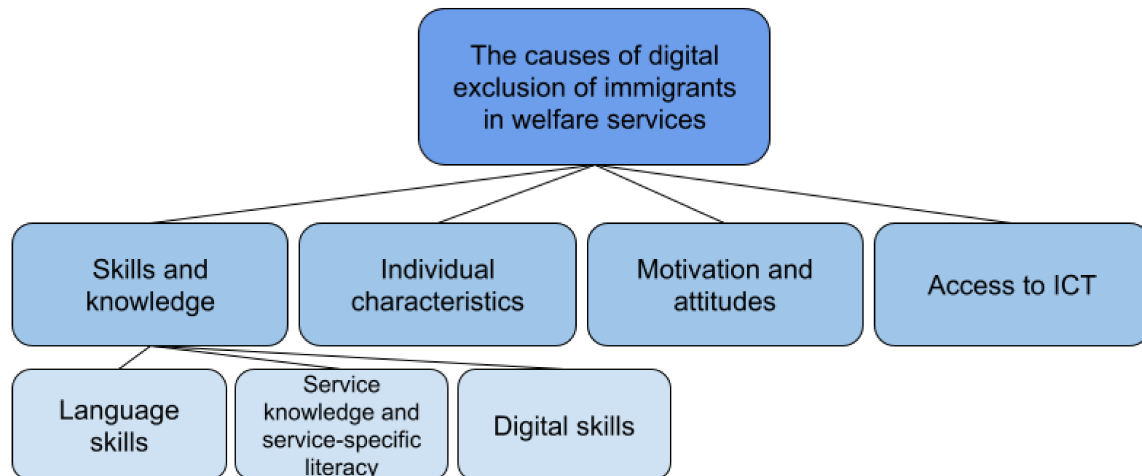 The causes of digital
exclusion of immigrants
in welfare services
Skills and
knowledge
Individual
characteristics
Motivation and
attitudes
Access to ICT
Language
skills
Service
knowledge and
service-specific
literacy
Digital skills